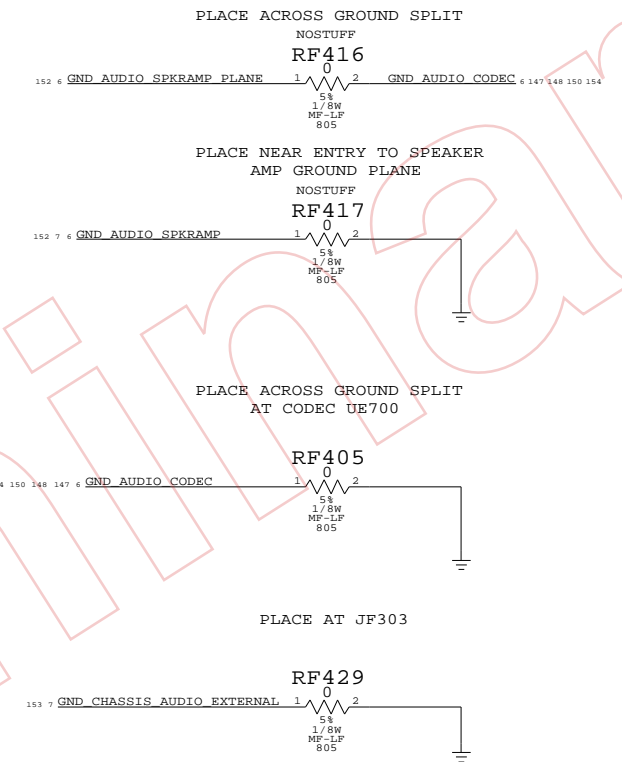 PLACE ACROSS GROUND SPLIT
NOSTUFF
RF416
0
152 6 GND_AUDIO_SPKRAMP_PLANE 1 2 GND_AUDIO_CODEC 6 147 148 150 154
5%
1/8W
MF-LF
805
PLACE NEAR ENTRY TO SPEAKER
AMP GROUND PLANE
NOSTUFF
RF417
0
152 7 6 GND_AUDIO_SPKRAMP 1 2
5%
1/8W
MF-LF
805
PLACE ACROSS GROUND SPLIT
AT CODEC UE700
RF405
0
4 150 148 147 6 GND_AUDIO_CODEC 1 2
5%
1/8W
MF-LF
805
PLACE AT JF303
RF429
0
153 7 GND_CHASSIS_AUDIO_EXTERNAL 1 2
5%
1/8W
MF-LF
805